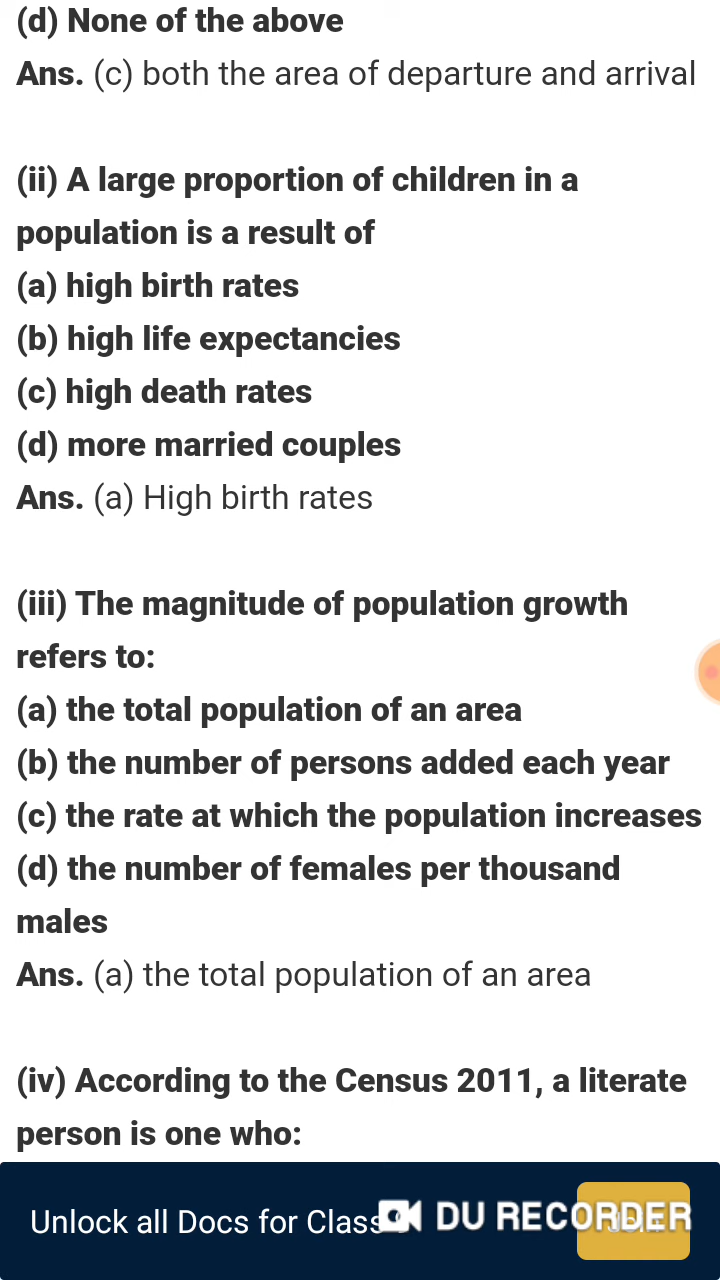 (d) None of the above
Ans. (c) both the area of departure and arrival
(ii) A large proportion of children in a
population is a result of
(a) high birth rates
(b) high life expectancies
(c) high death rates
(d) more married couples
Ans. (a) High birth rates
(iii) The magnitude of population growth
refers to:
(a) the total population of an area
(b) the number of persons added each year
(c) the rate at which the population increases
(d) the number of females per thousand
males
Ans. (a) the total population of an area
(iv) According to the Census 2011, a literate
person is one who:
Unlock all Docs for Class
DU RECORDER